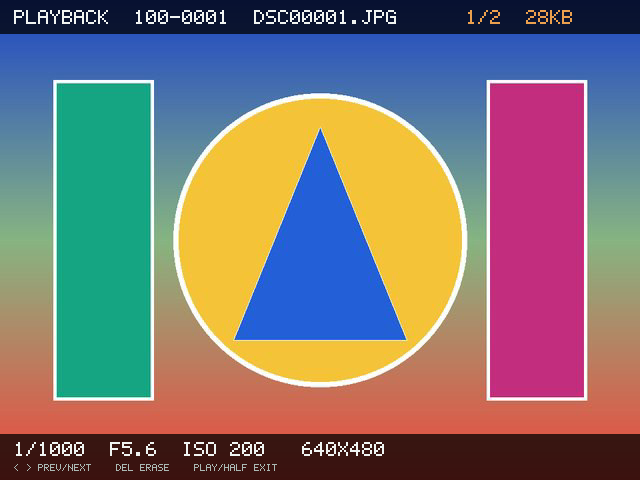 PLAYBACK 100-0001 DSC00001.JPG 1/2 28KB
1/1000 F5.6 ISO 200 640X480
< > PREV/NEXT DEL ERASE PLAY/HALF EXIT